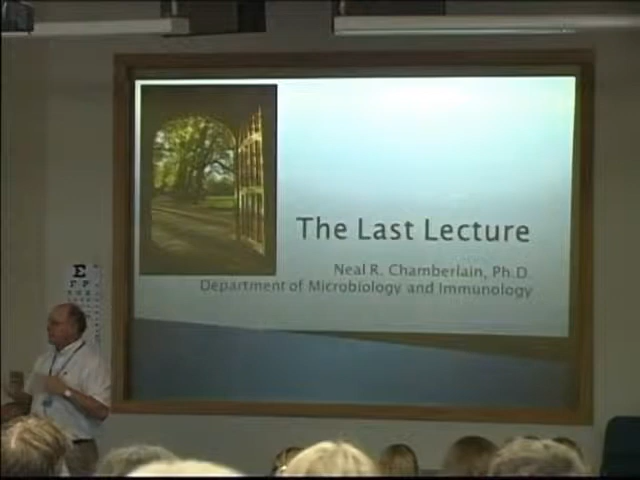 The Last Lecture
Neal R. Chamberlain, Ph.D.
Department of Microbiology and Immunology
E
F P